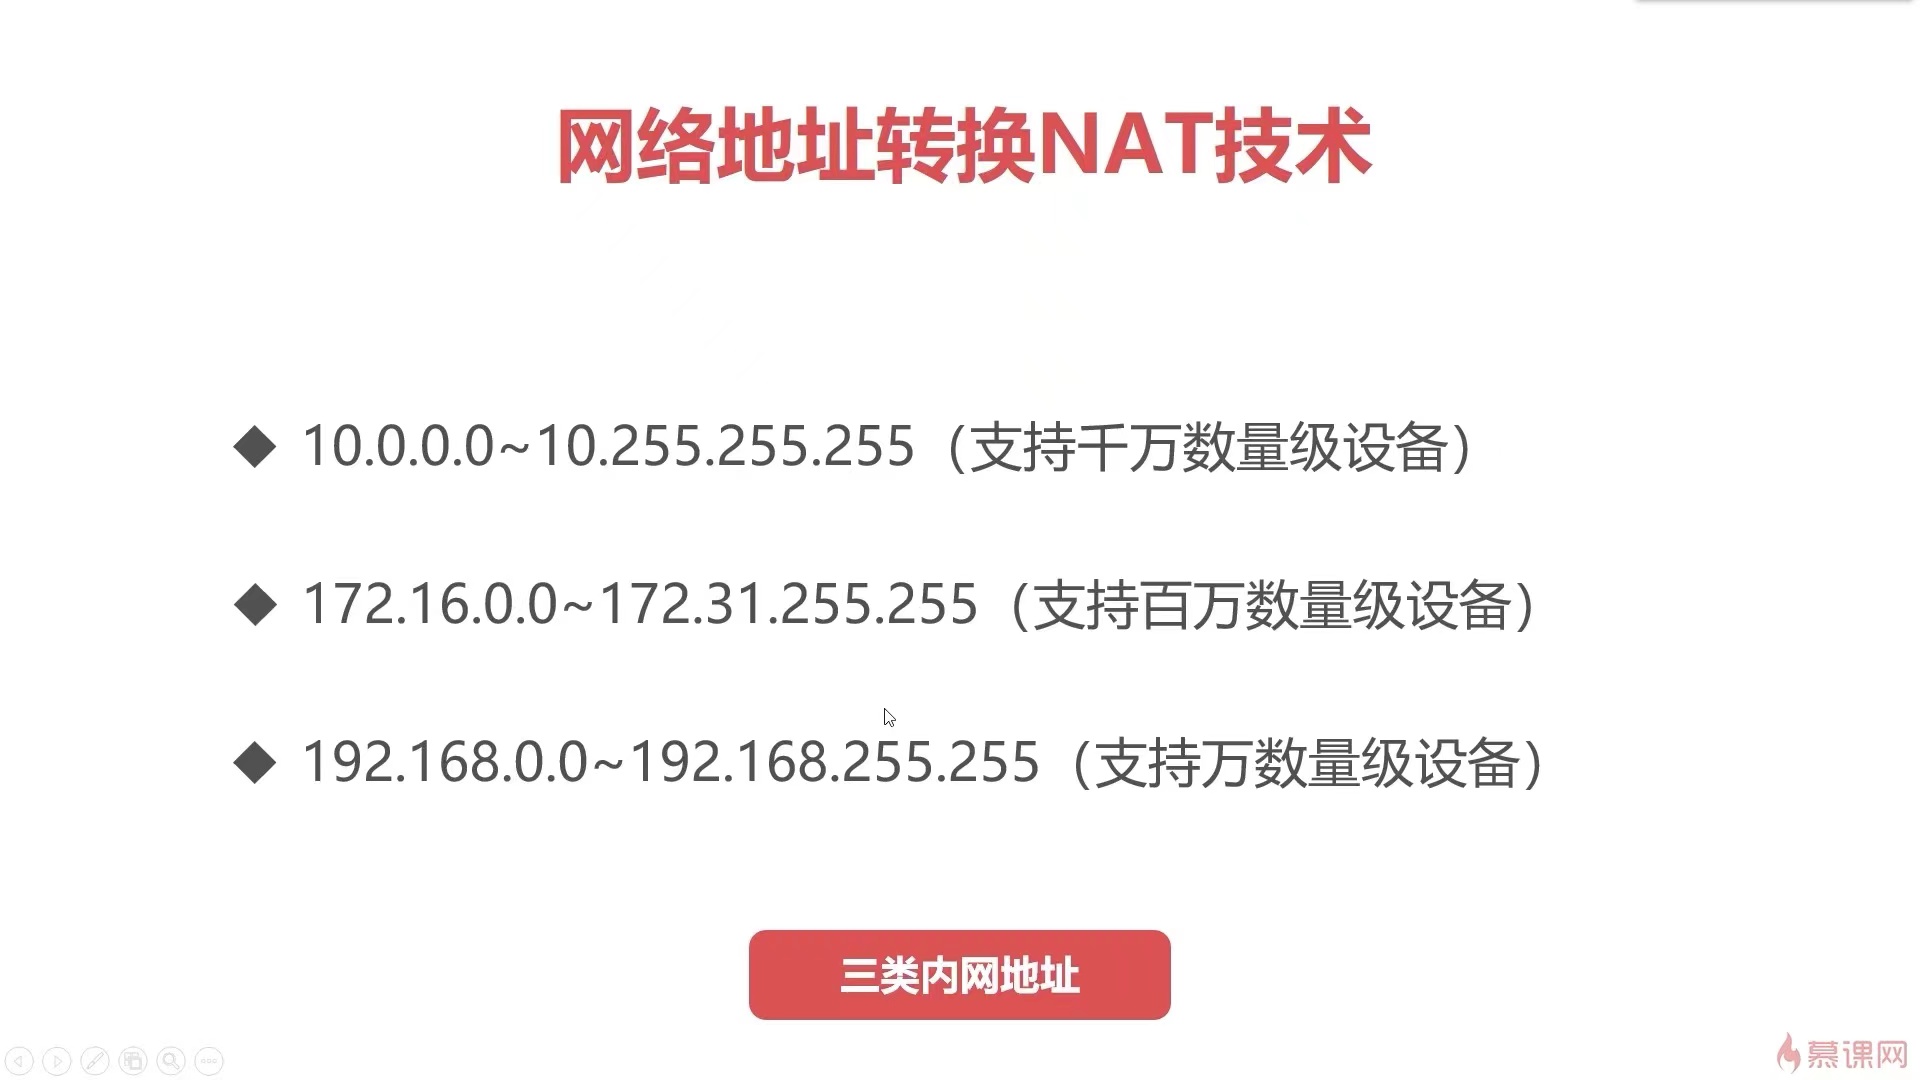 网络地址转换NAT技术
◆ 10.0.0.0~10.255.255.255（支持千万数量级设备）
◆ 172.16.0.0~172.31.255.255（支持百万数量级设备）
◆ 192.168.0.0~192.168.255.255（支持万数量级设备）
三类内网地址
慕课网